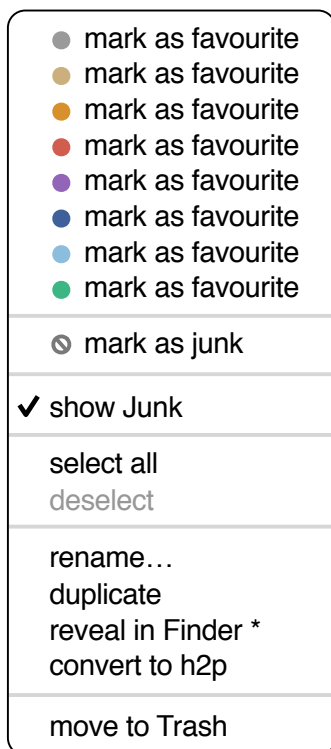 mark as favourite
mark as favourite
mark as favourite
mark as favourite
mark as favourite
mark as favourite
mark as favourite
mark as favourite
mark as junk
show Junk
select all
deselect
rename…
duplicate
reveal in Finder *
convert to h2p
move to Trash